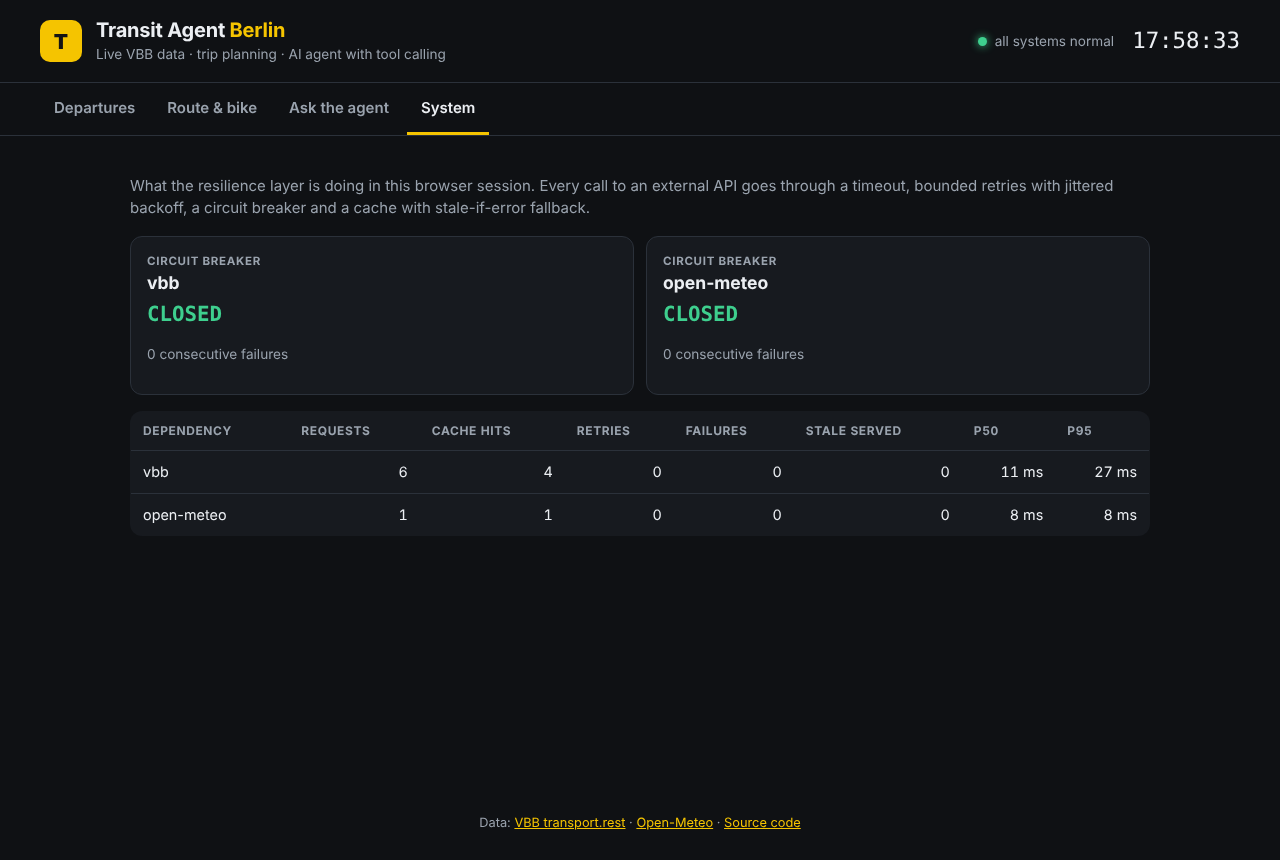 T
Transit Agent Berlin
Live VBB data · trip planning · AI agent with tool calling
all systems normal
17:58:33
Departures Route & bike Ask the agent System
What the resilience layer is doing in this browser session. Every call to an external API goes through a timeout, bounded retries with jittered
backoff, a circuit breaker and a cache with stale-if-error fallback.
CIRCUIT BREAKER
vbb
CLOSED
0 consecutive failures
CIRCUIT BREAKER
open-meteo
CLOSED
0 consecutive failures
DEPENDENCY REQUESTS CACHE HITS RETRIES FAILURES STALE SERVED P50 P95
vbb 6 4 0 0 0 11 ms 27 ms
open-meteo 1 1 0 0 0 8 ms 8 ms
Data: VBB transport.rest · Open-Meteo · Source code